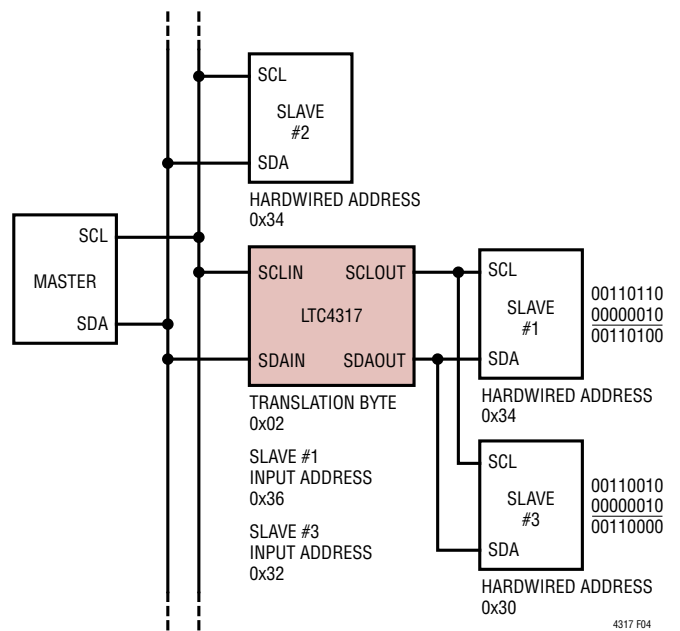 SCL
SLAVE
#2
SDA
HARDWIRED ADDRESS
0x34
SCL
MASTER
SDA
SCLIN SCLOUT
LTC4317
SDAIN SDAOUT
TRANSLATION BYTE
0x02
SLAVE #1
INPUT ADDRESS
0x36
SLAVE #3
INPUT ADDRESS
0x32
SCL
SLAVE
#1
SDA
00110110
00000010
00110100
HARDWIRED ADDRESS
0x34
SCL
SLAVE
#3
SDA
00110010
00000010
00110000
HARDWIRED ADDRESS
0x30
4317 F04